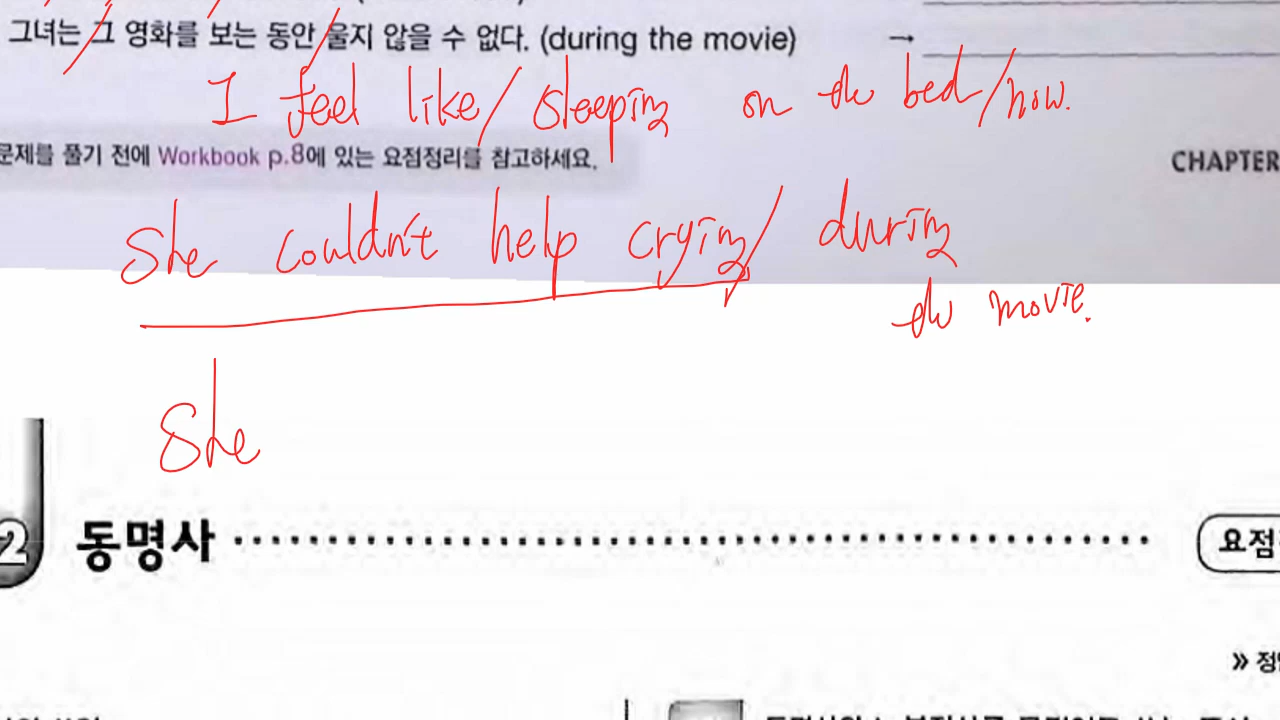 그녀는 그 영화를 보는 동안 울지 않을 수 없다. (during the movie) →
I feel like / sleeping on the bed / now.
문제를 풀기 전에 Workbook p.8에 있는 요점정리를 참고하세요.
CHAPTER
She couldn't help crying / during
the movie.
She
2 동명사
요점
» 정